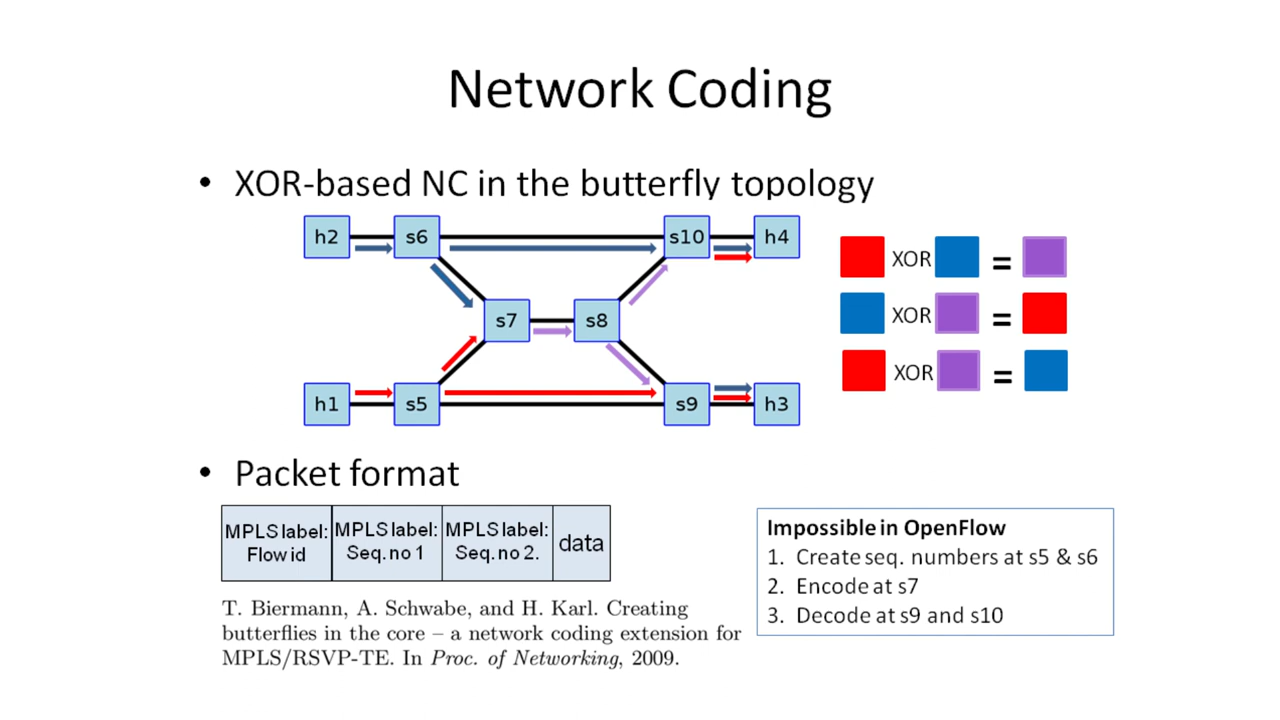 Network Coding
• XOR-based NC in the butterfly topology
h2 s6 s10 h4
s7 s8
h1 s5 s9 h3
XOR =
XOR =
XOR =
• Packet format
MPLS label: Flow id
MPLS label: Seq. no 1
MPLS label: Seq. no 2.
data
T. Biermann, A. Schwabe, and H. Karl. Creating
butterflies in the core – a network coding extension for
MPLS/RSVP-TE. In Proc. of Networking, 2009.
Impossible in OpenFlow
1. Create seq. numbers at s5 & s6
2. Encode at s7
3. Decode at s9 and s10